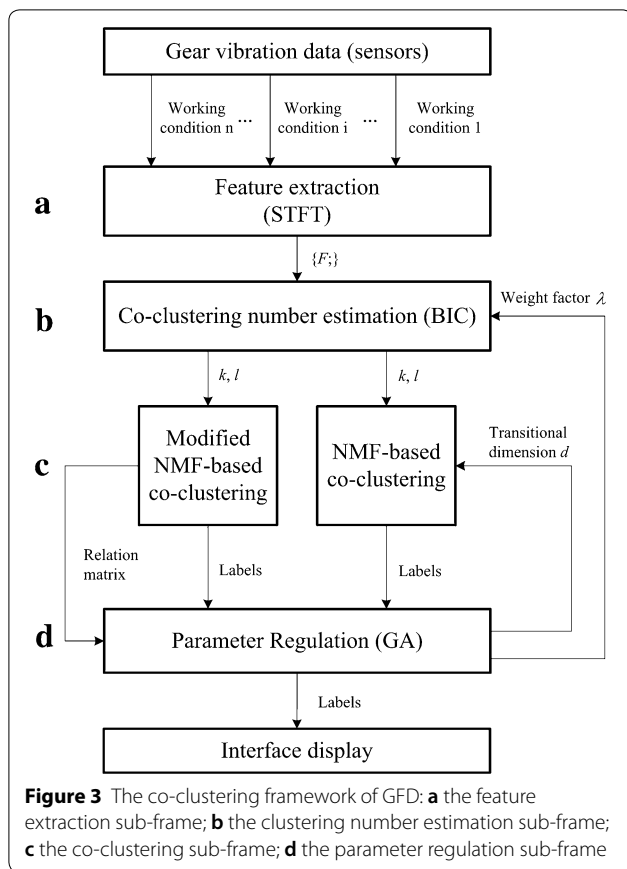 Gear vibration data (sensors)
Working
condition n
...
Working
condition i
...
Working
condition 1
a
Feature extraction
(STFT)
{F;}
Weight factor λ
b
Co-clustering number estimation (BIC)
k, l
k, l
Modified
NMF-based
co-clustering
NMF-based
co-clustering
Transitional
dimension d
c
Relation
matrix
Labels
Labels
d
Parameter Regulation (GA)
Labels
Interface display
Figure 3 The co-clustering framework of GFD: a the feature
extraction sub-frame; b the clustering number estimation sub-frame;
c the co-clustering sub-frame; d the parameter regulation sub-frame